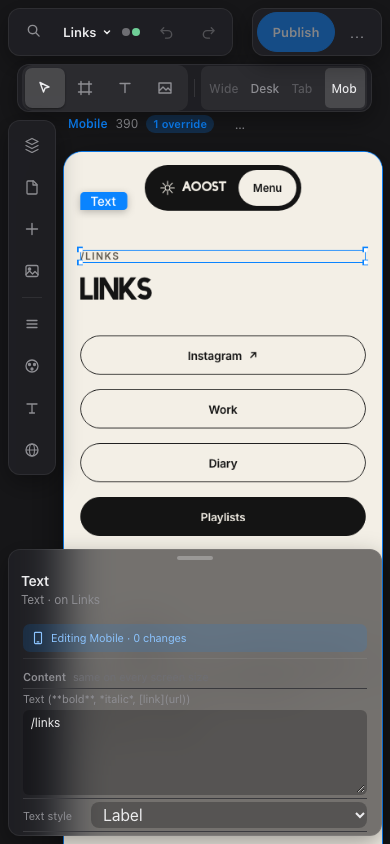 Links
Publish
...
Wide Desk Tab Mob
Mobile 390 1 override ...
Text
AOOST Menu
/LINKS
LINKS
Instagram ↗
Work
Diary
Playlists
Text
Text · on Links
Editing Mobile · 0 changes
Content
Text (**bold**, *italic*, [link](url))
/links
Text style Label